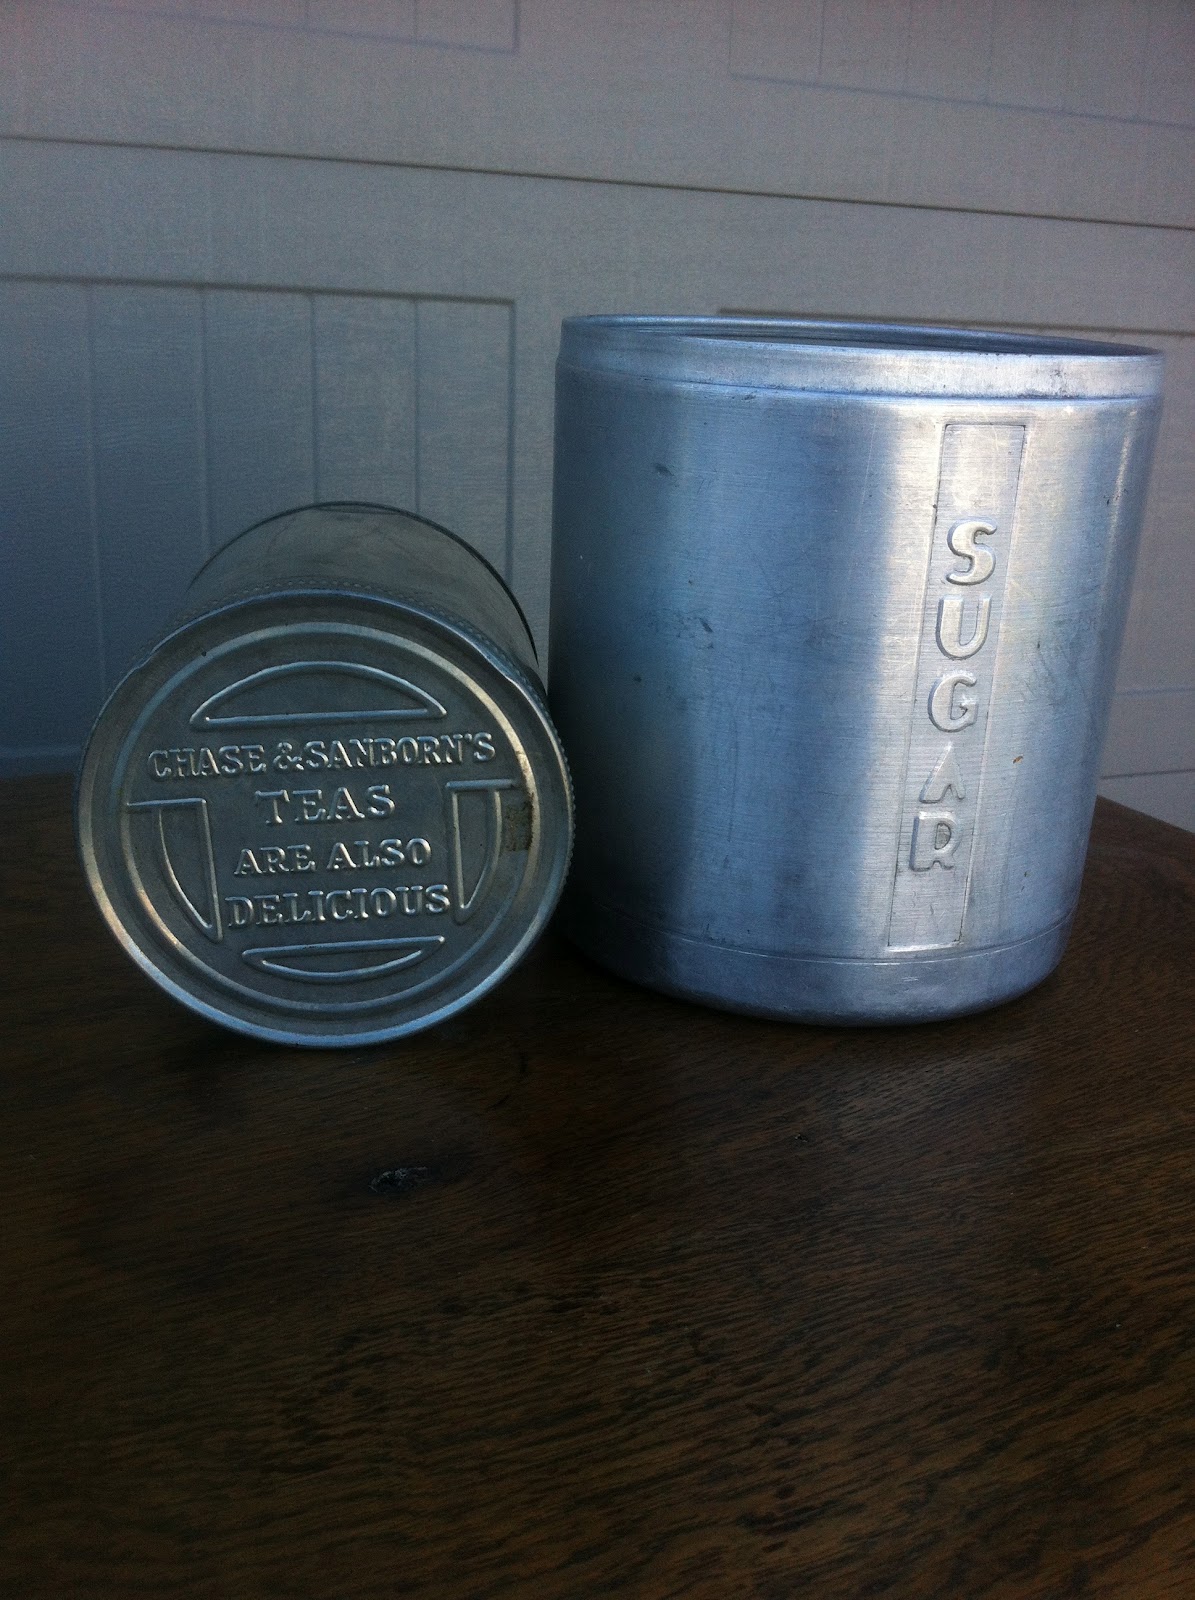 CHASE & SANBORN'S
TEAS
ARE ALSO
DELICIOUS
SUGAR